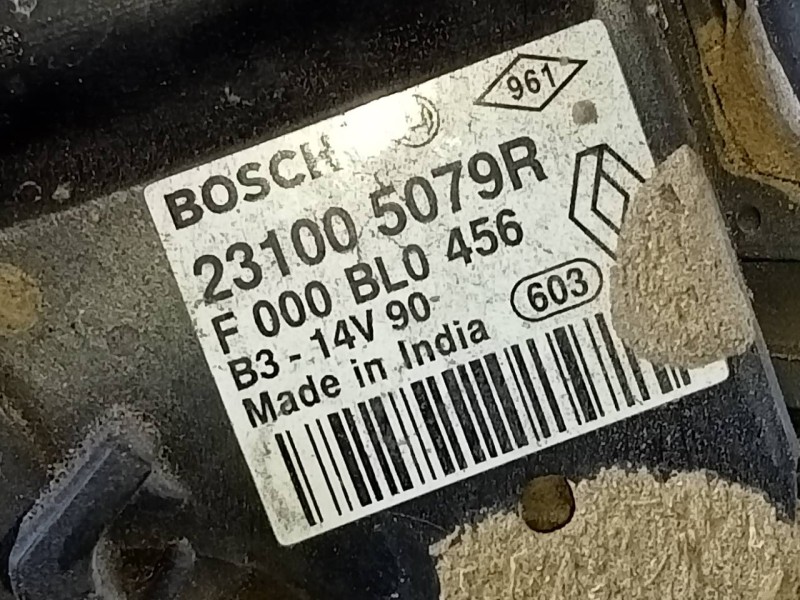 961
BOSCH
23100 5079R
F 000 BL0 456
B3 - 14V 90
603
Made in India